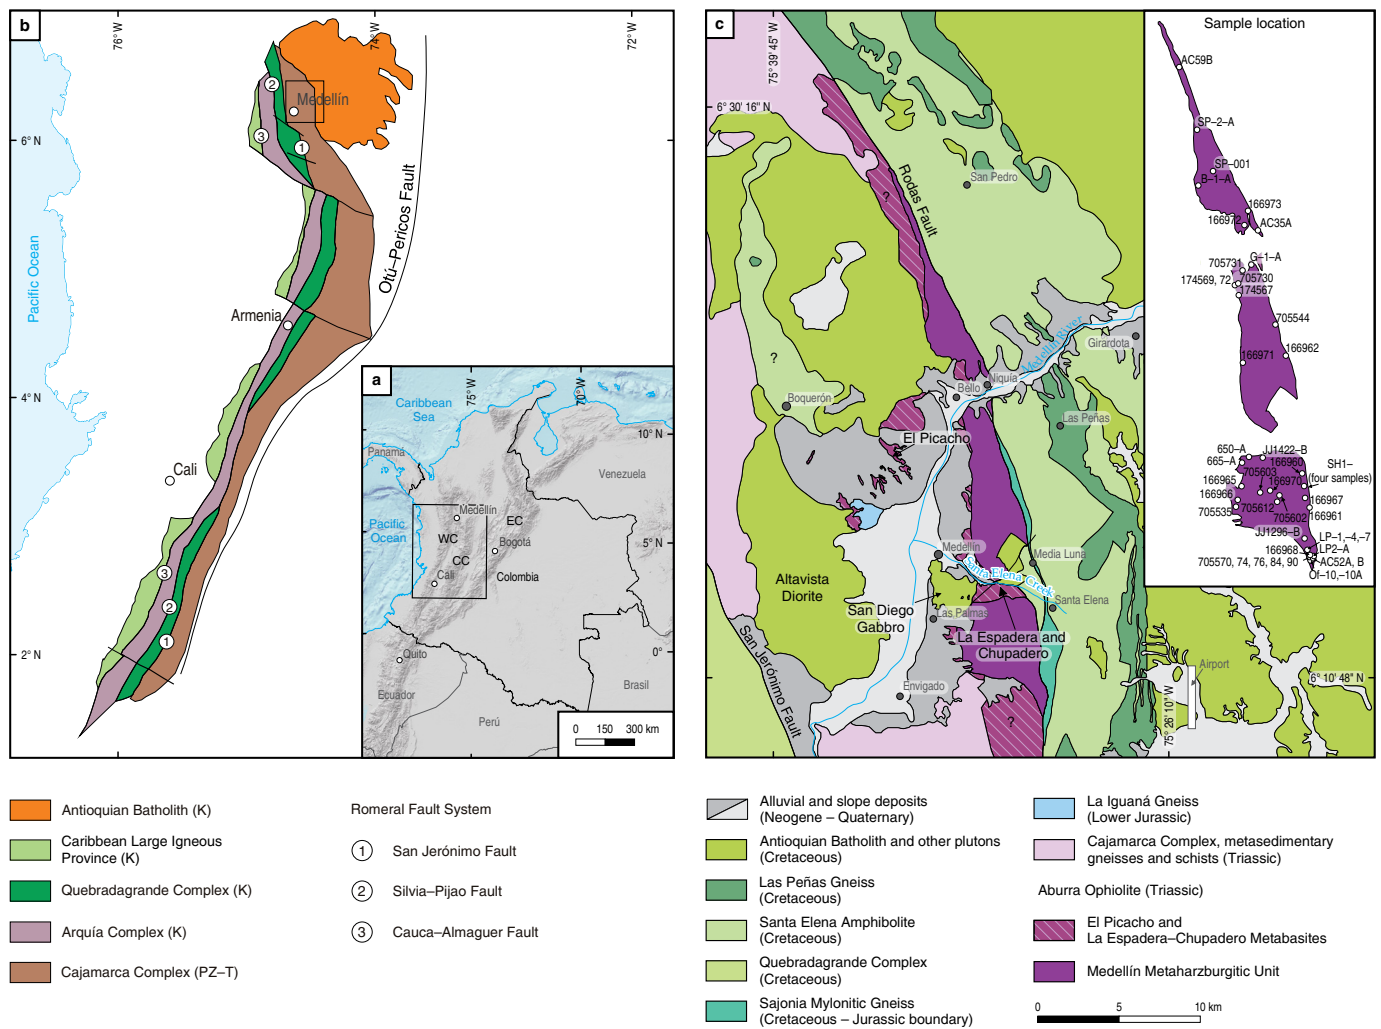 b
76° W
74° W
72° W
Medellín
2
3
1
6° N
Otú–Pericos Fault
Pacific Ocean
Armenia
4° N
Cali
3
2
1
2° N
a
75° W
70° W
Caribbean
Sea
10° N
Panamá
Venezuela
Medellín
EC
Pacific
Ocean
WC
Bogotá
5° N
CC
Cali
Colombia
0°
Quito
Ecuador
Brasil
Perú
0 150 300 km
c
75° 39' 45" W
6° 30' 16" N
San Pedro
Rodas Fault
?
?
Medellín River
Girardota
Niquía
Bello
Boquerón
Las Peñas
El Picacho
Medellín
Media Luna
Santa Elena Creek
Altavista
Diorite
San Diego
Gabbro
Las Palmas
Santa Elena
La Espadera and
Chupadero
San Jerónimo Fault
Envigado
?
Airport
6° 10' 48" N
75° 26' 10" W
Sample location
AC59B
SP–2–A
SP–001
B–1–A
166973
166972
AC35A
G–1–A
705731
174569, 72
705730
174567
705544
166971
166962
650–A
JJ1422–B
665–A
166960
SH1–
(four samples)
705603
166965
166970
166966
166967
705535
705612
705602
166961
JJ1296–B
LP–1,–4,–7
166968
LP2–A
705570, 74, 76, 84, 90
AC52A, B
Of–10,–10A
Antioquian Batholith (K)
Caribbean Large Igneous
Province (K)
Quebradagrande Complex (K)
Arquía Complex (K)
Cajamarca Complex (PZ–T)
Romeral Fault System
1 San Jerónimo Fault
2 Silvia–Pijao Fault
3 Cauca–Almaguer Fault
Alluvial and slope deposits
(Neogene – Quaternary)
Antioquian Batholith and other plutons
(Cretaceous)
Las Peñas Gneiss
(Cretaceous)
Santa Elena Amphibolite
(Cretaceous)
Quebradagrande Complex
(Cretaceous)
Sajonia Mylonitic Gneiss
(Cretaceous – Jurassic boundary)
La Iguaná Gneiss
(Lower Jurassic)
Cajamarca Complex, metasedimentary
gneisses and schists (Triassic)
Aburra Ophiolite (Triassic)
El Picacho and
La Espadera–Chupadero Metabasites
Medellín Metaharzburgitic Unit
0 5 10 km